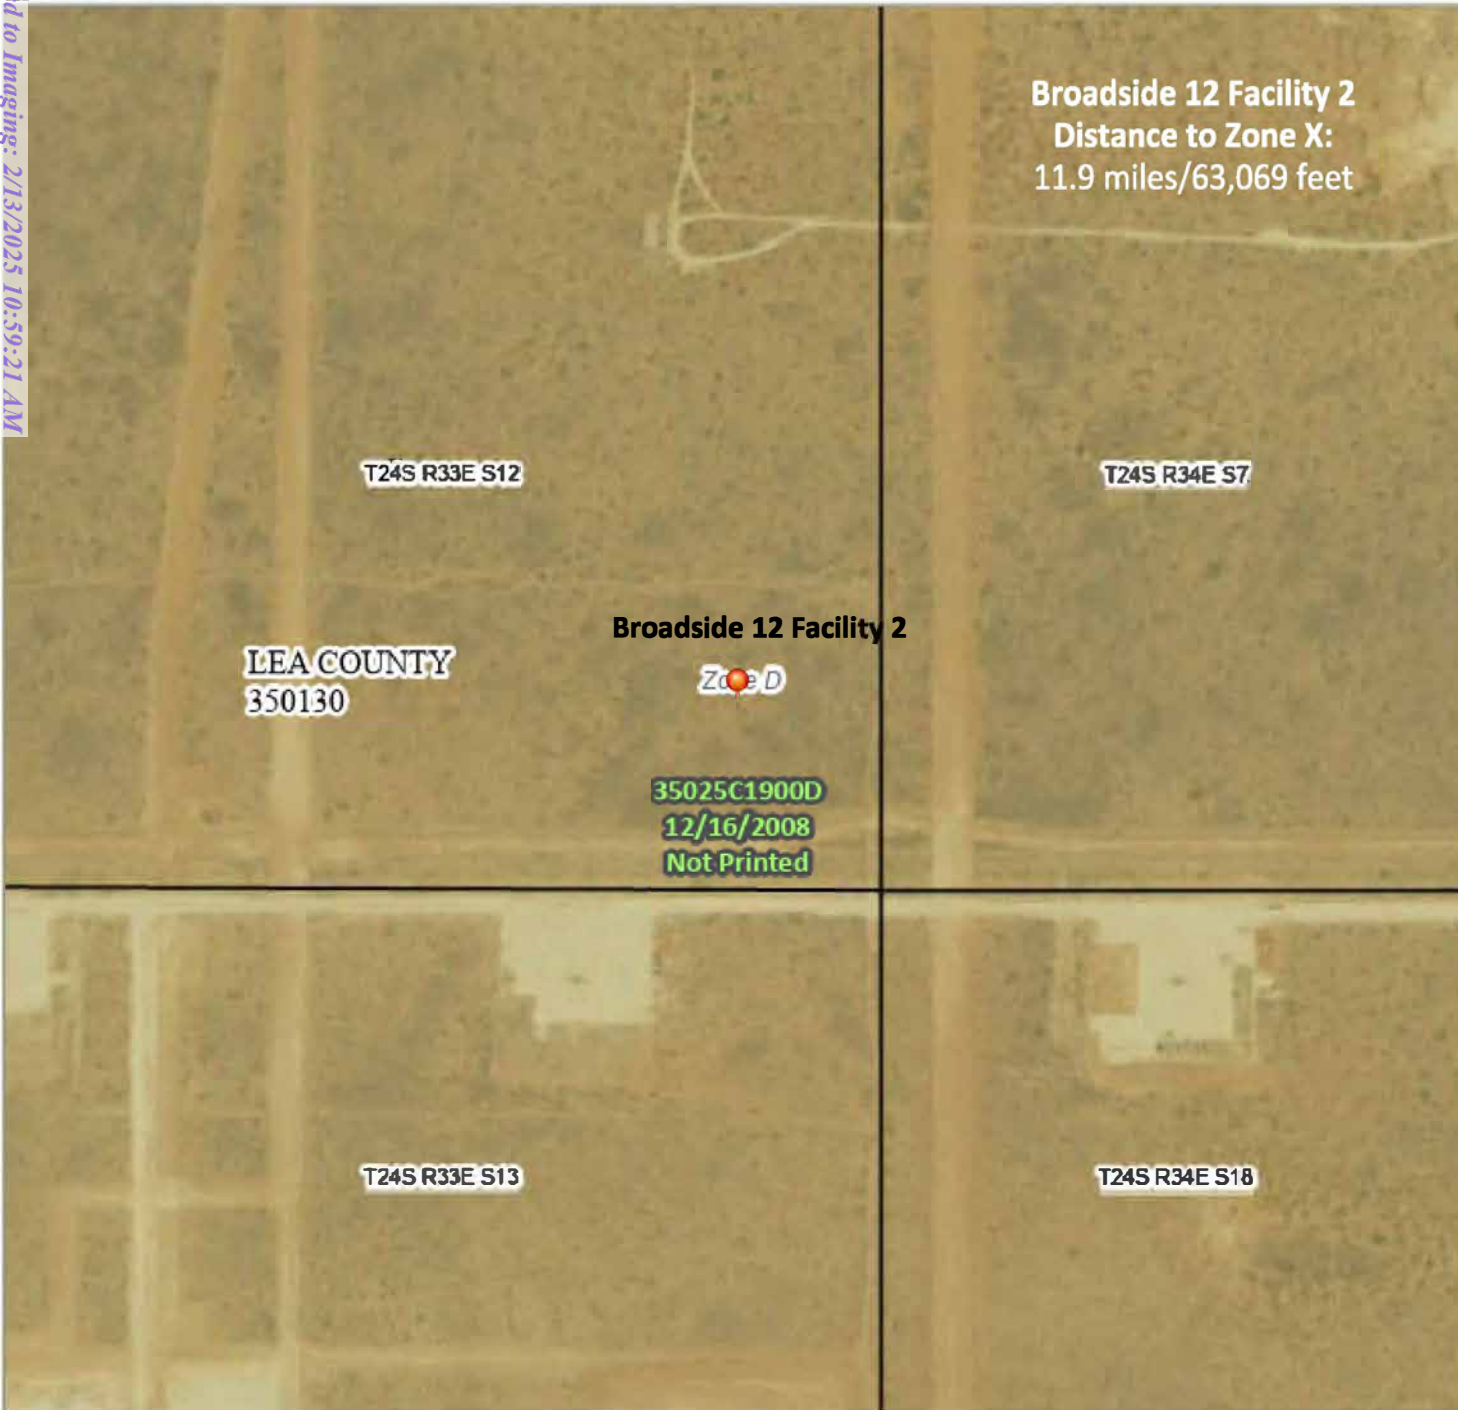 d to Imaging: 2/13/2025 10:59:21 AM
Broadside 12 Facility 2
Distance to Zone X:
11.9 miles/63,069 feet
T24S R33E S12
T24S R34E S7
Broadside 12 Facility 2
LEA COUNTY
350130
Zone D
35025C1900D
12/16/2008
Not Printed
T24S R33E S13
T24S R34E S18